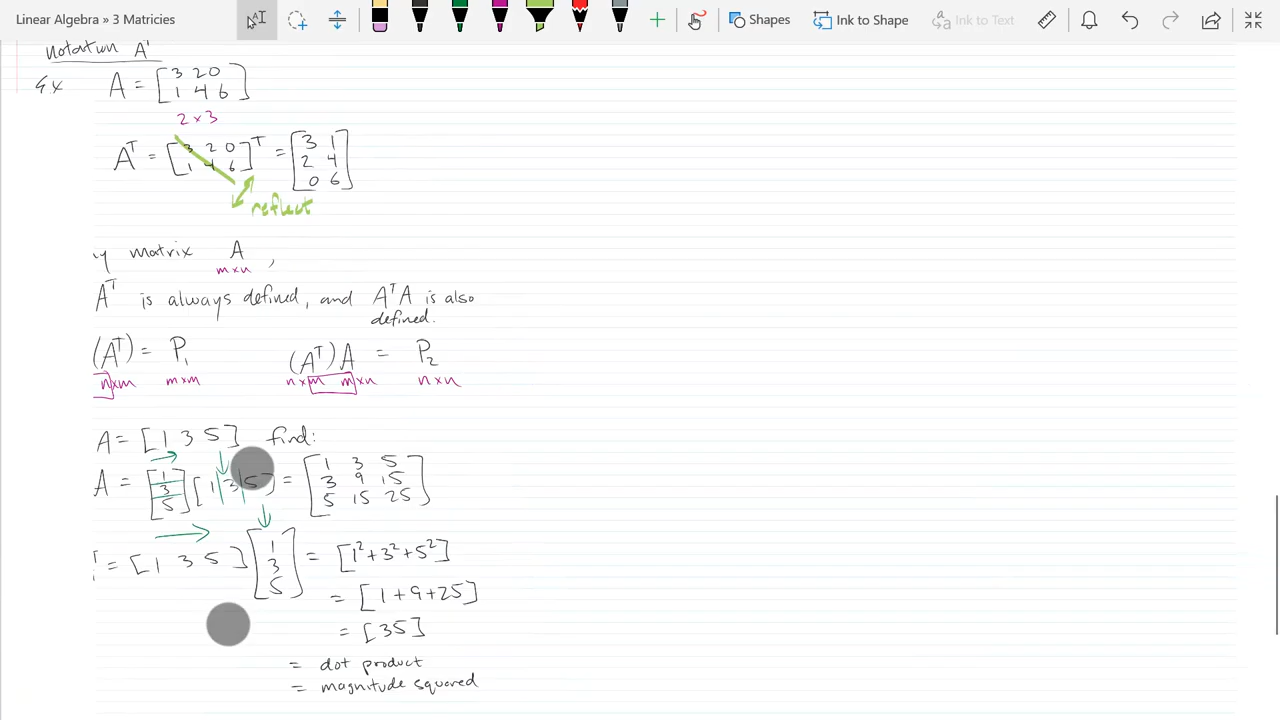 Linear Algebra » 3 Matricies
Shapes
Ink to Shape
Ink to Text
notation Aᵀ
Ex A = [3 2 0
1 4 6]
2 × 3
Aᵀ = [3 2 0
1 4 6]ᵀ = [3 1
2 4
0 6]
reflect
matrix A,
m×n
Aᵀ is always defined, and AᵀA is also
defined.
(Aᵀ) = P₁ (Aᵀ)A = P₂
n×m m×m n×m m×n n×n
A = [1 3 5] find:
A = [1
3
5] [1 3 5] = [1 3 5
3 9 15
5 15 25]
ᵀ = [1 3 5] [1
3
5] = [1²+3²+5²]
= [1+9+25]
= [35]
= dot product
= magnitude squared